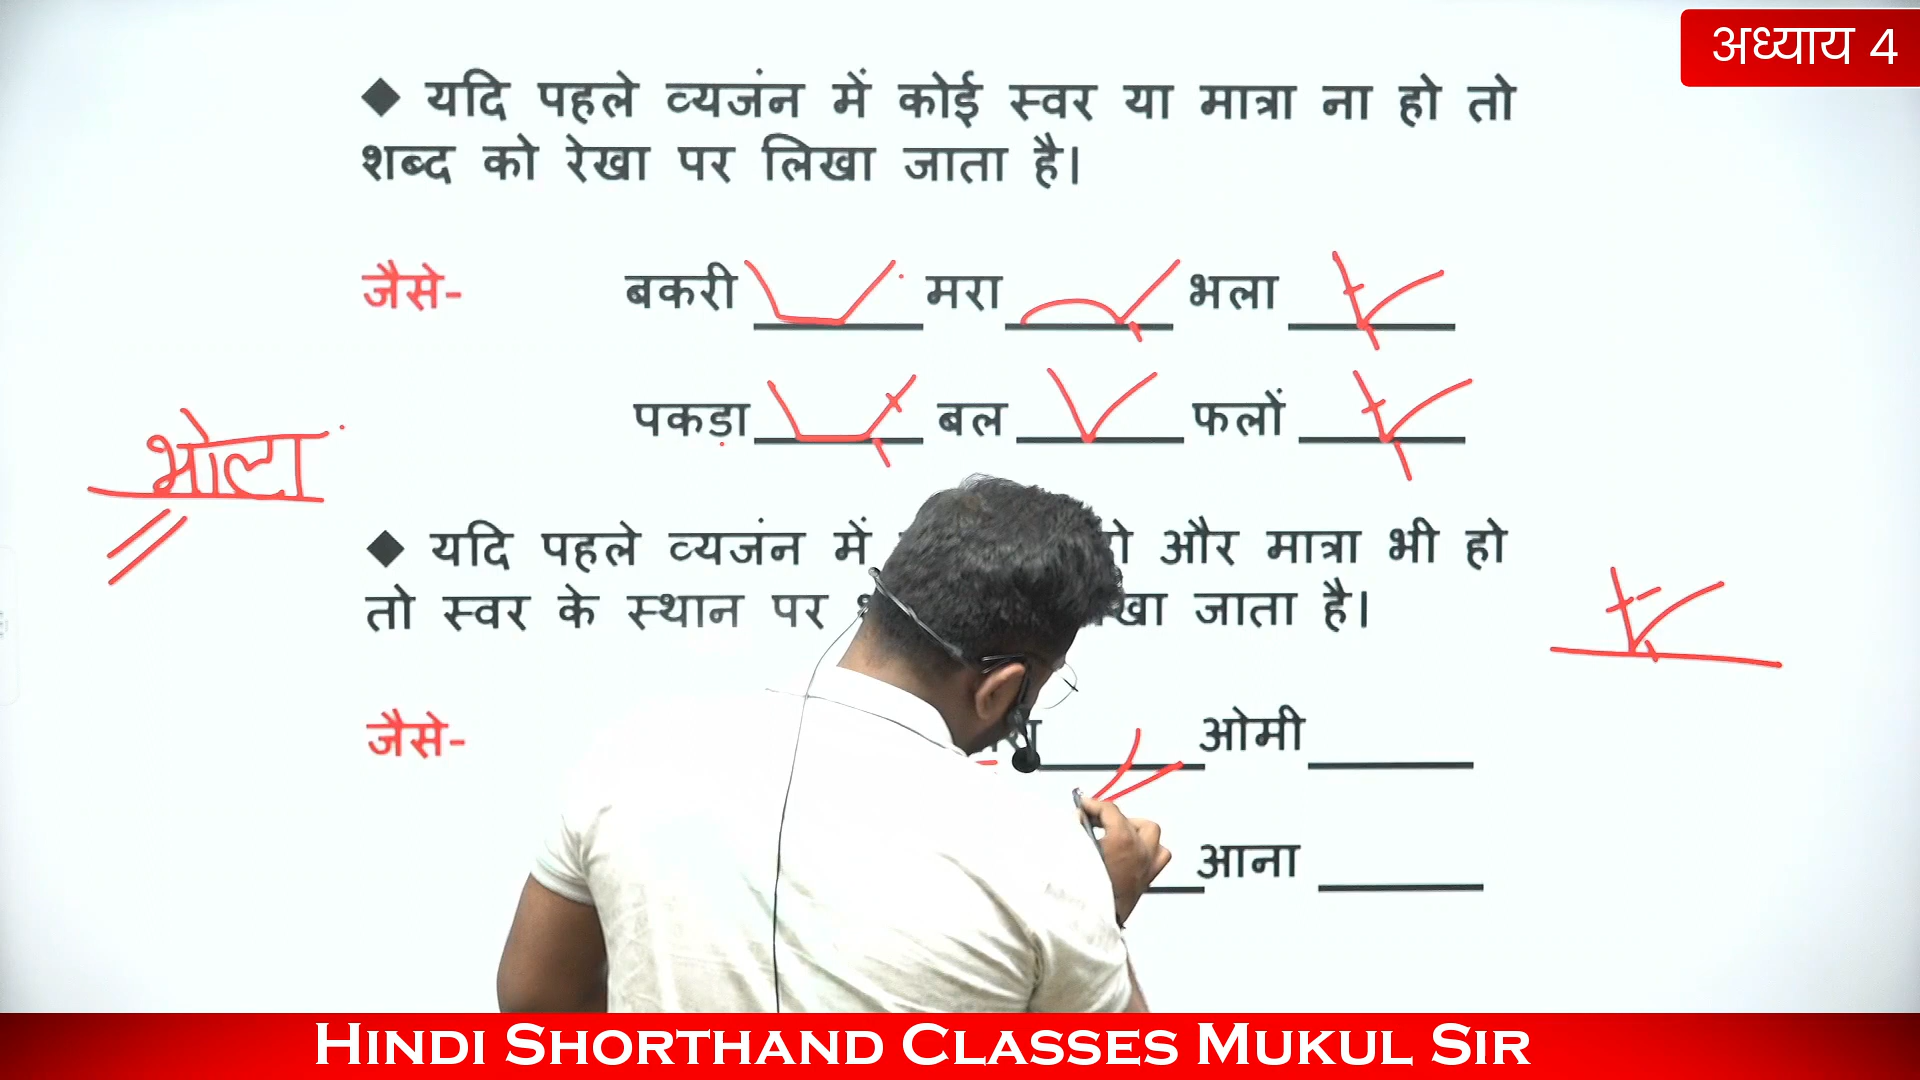 अध्याय 4
◆ यदि पहले व्यजंन में कोई स्वर या मात्रा ना हो तो
शब्द को रेखा पर लिखा जाता है।
जैसे- बकरी मरा भला
पकड़ा बल फलों
भोला
◆ यदि पहले व्यजंन में और मात्रा भी हो
तो स्वर के स्थान पर जाता है।
जैसे- ओमी
आना
HINDI SHORTHAND CLASSES MUKUL SIR